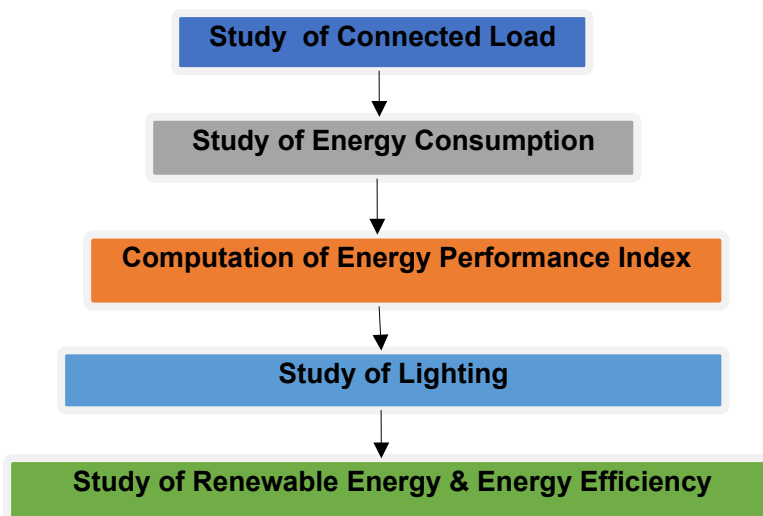 Study of Connected Load
Study of Energy Consumption
Computation of Energy Performance Index
Study of Lighting
Study of Renewable Energy & Energy Efficiency